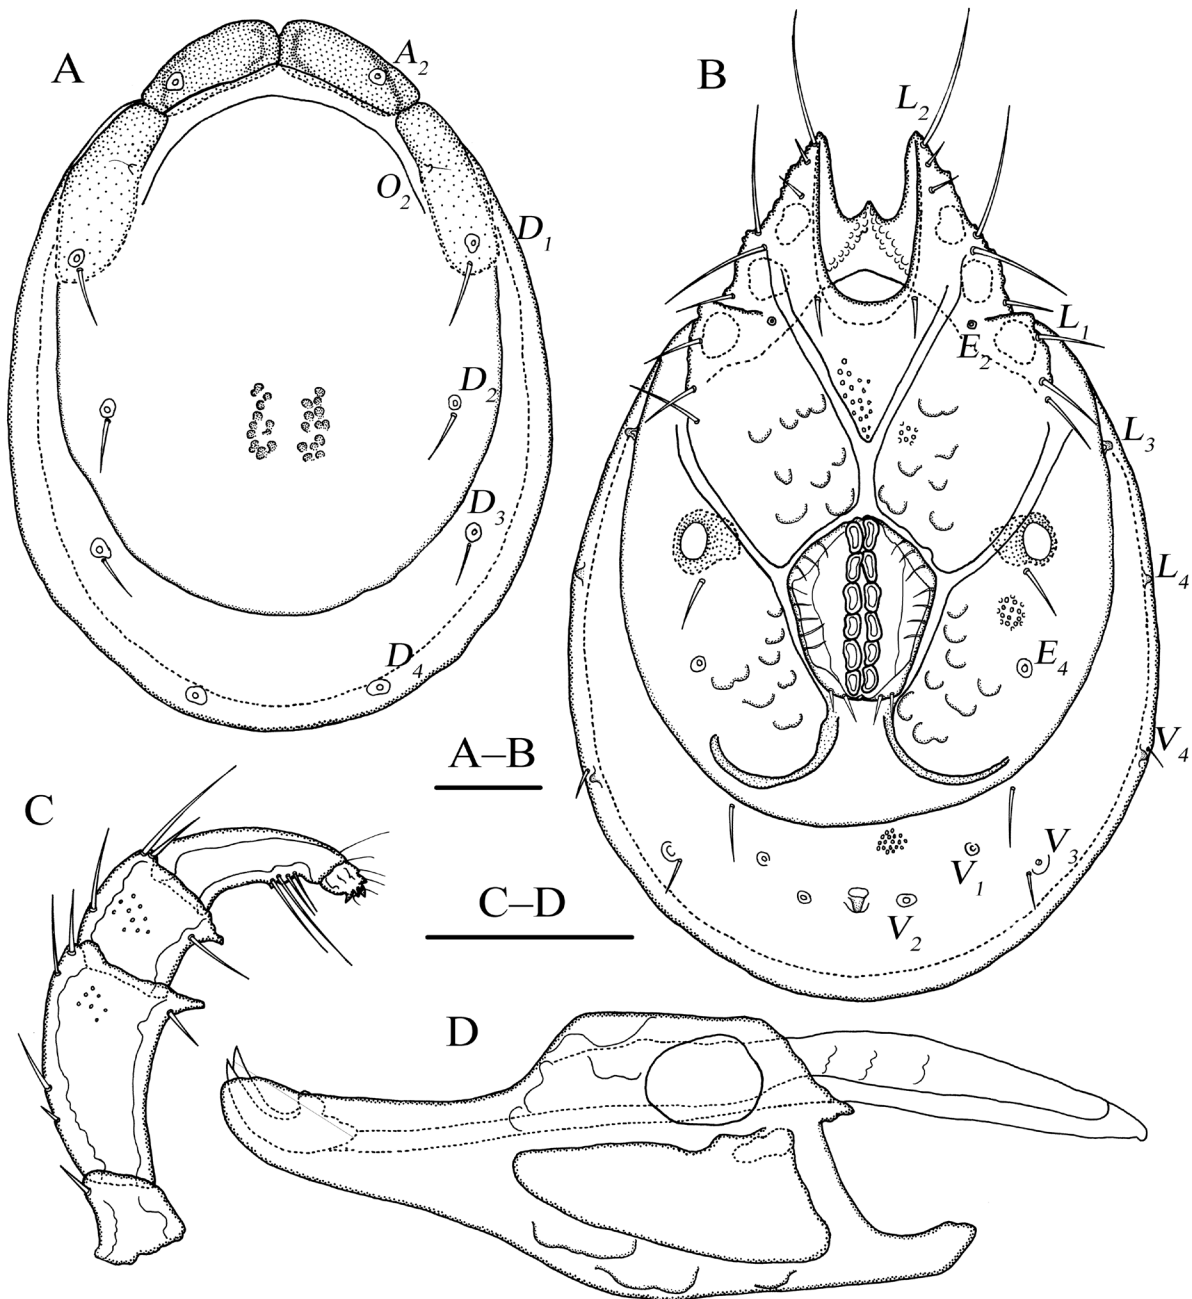 A
A₂
O₂
D₁
D₂
D₃
D₄
B
L₂
E₂
L₁
L₃
L₄
E₄
V₄
V₁
V₃
V₂
A–B
C
C–D
D